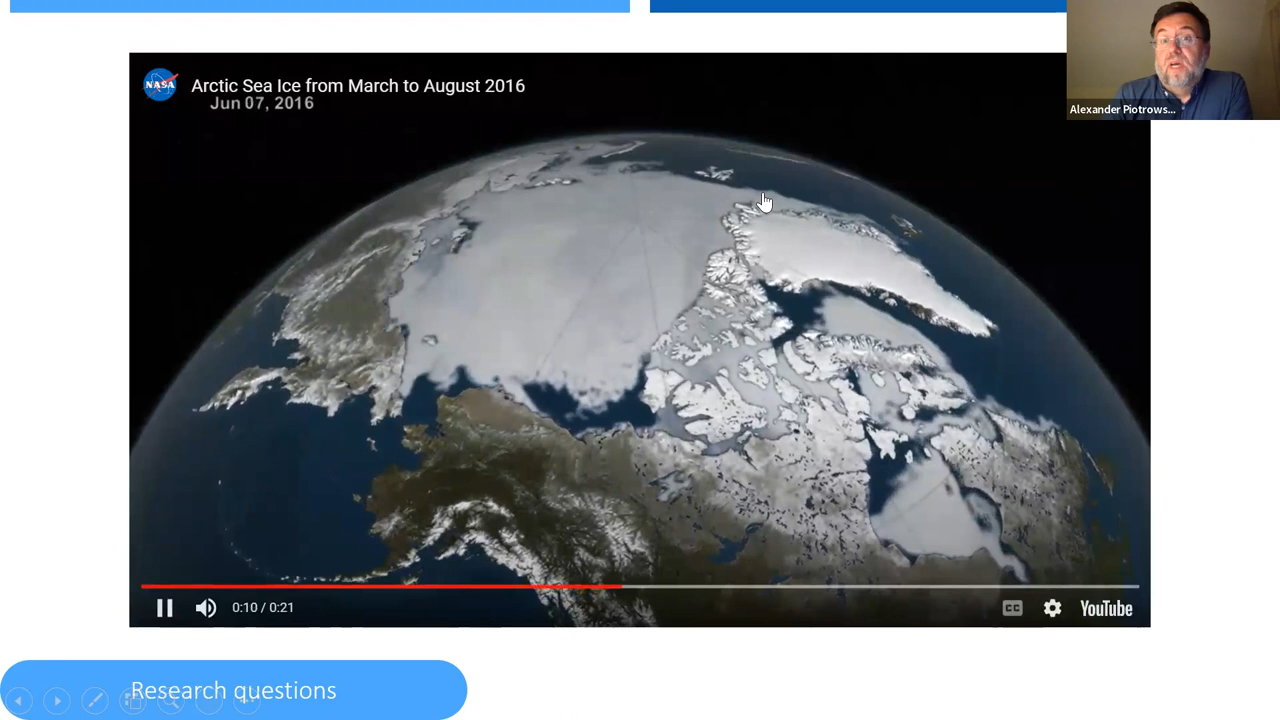 Alexander Piotrows...
NASA
Arctic Sea Ice from March to August 2016
Jun 07, 2016
0:10 / 0:21
CC
YouTube
Research questions